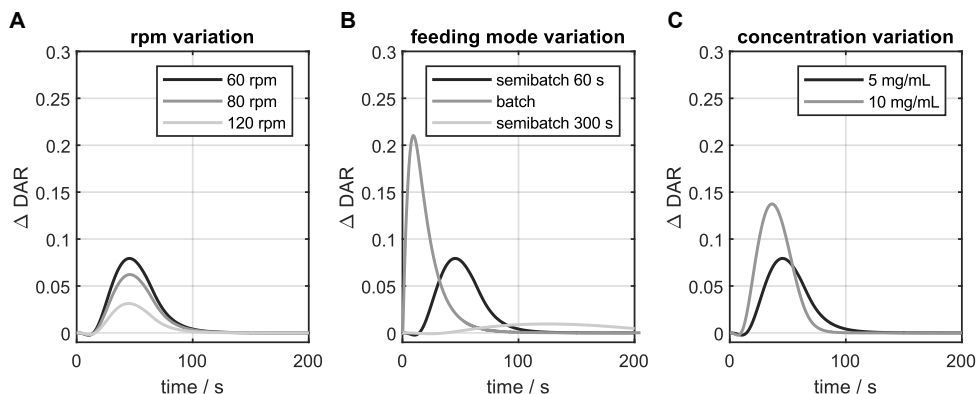 A
rpm variation
0.3
0.25
0.2
0.15
0.1
0.05
0
Δ DAR
60 rpm
80 rpm
120 rpm
0 100 200
time / s
B
feeding mode variation
0.3
0.25
0.2
0.15
0.1
0.05
0
Δ DAR
semibatch 60 s
batch
semibatch 300 s
0 100 200
time / s
C
concentration variation
0.3
0.25
0.2
0.15
0.1
0.05
0
Δ DAR
5 mg/mL
10 mg/mL
0 100 200
time / s